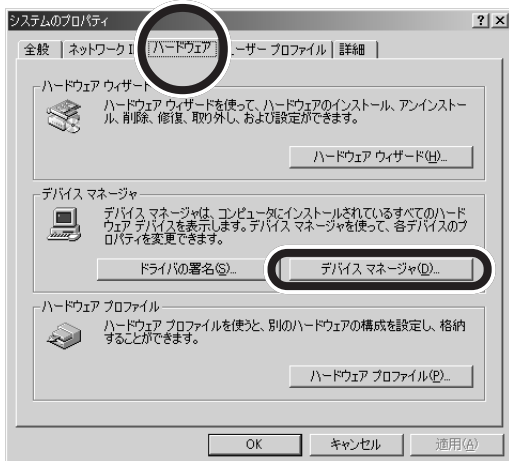 システムのプロパティ
全般 ネットワーク I ハードウェア ーザー プロファイル 詳細
ハードウェア ウィザード
ハードウェア ウィザードを使って、ハードウェアのインストール、アンインストー
ル、削除、修復、取り外し、および設定ができます。
ハードウェア ウィザード(H)...
デバイス マネージャ
デバイス マネージャは、コンピュータにインストールされているすべてのハード
ウェア デバイスを表示します。デバイス マネージャを使って、各デバイスのプ
ロパティを変更できます。
ドライバの署名(S)... デバイス マネージャ(D)...
ハードウェア プロファイル
ハードウェア プロファイルを使うと、別のハードウェアの構成を設定し、格納
することができます。
ハードウェア プロファイル(P)...
OK キャンセル 適用(A)